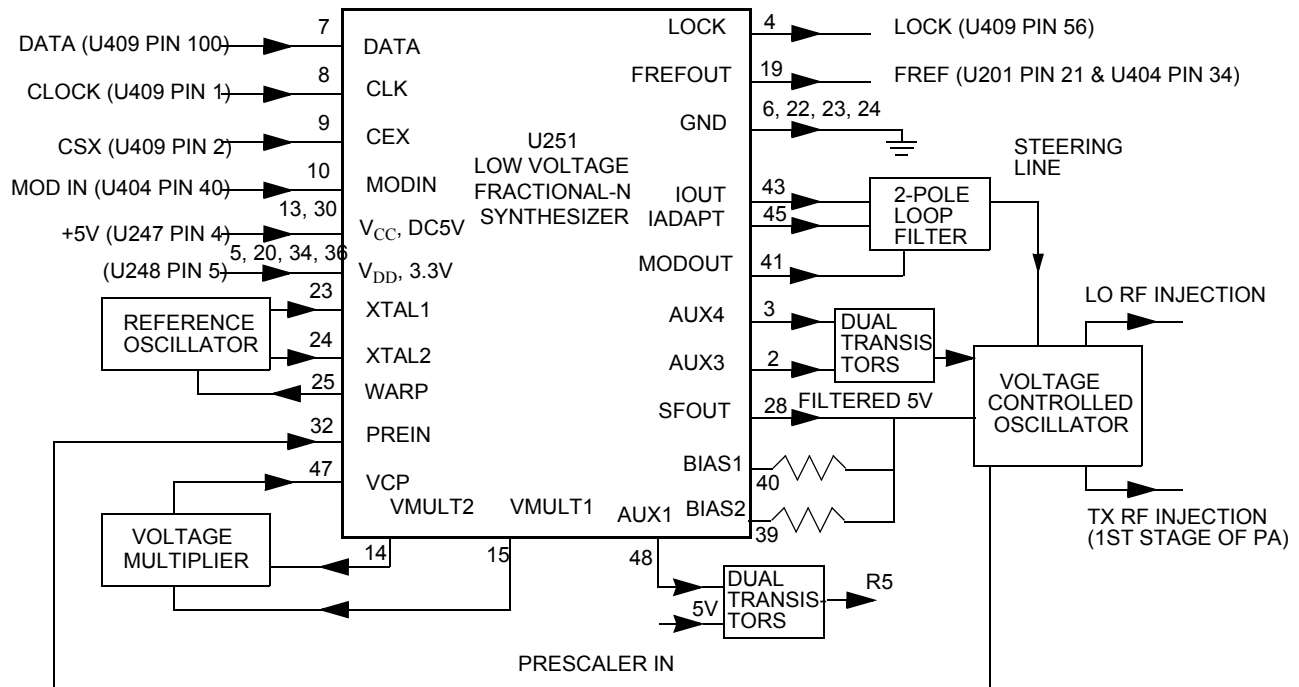 DATA (U409 PIN 100)
CLOCK (U409 PIN 1)
CSX (U409 PIN 2)
MOD IN (U404 PIN 40)
+5V (U247 PIN 4)
(U248 PIN 5)
7
8
9
10
13, 30
5, 20, 34, 36
23
24
25
32
47
REFERENCE
OSCILLATOR
VOLTAGE
MULTIPLIER
DATA
CLK
CEX
MODIN
VCC, DC5V
VDD, 3.3V
XTAL1
XTAL2
WARP
PREIN
VCP
VMULT2
VMULT1
AUX1
U251
LOW VOLTAGE
FRACTIONAL-N
SYNTHESIZER
LOCK
FREFOUT
GND
IOUT
IADAPT
MODOUT
AUX4
AUX3
SFOUT
BIAS1
BIAS2
4
19
6, 22, 23, 24
43
45
41
3
2
28
40
39
14
15
48
LOCK (U409 PIN 56)
FREF (U201 PIN 21 & U404 PIN 34)
STEERING
LINE
2-POLE
LOOP
FILTER
DUAL
TRANSIS
TORS
FILTERED 5V
LO RF INJECTION
VOLTAGE
CONTROLLED
OSCILLATOR
TX RF INJECTION
(1ST STAGE OF PA)
5V
DUAL
TRANSIS-
TORS
R5
PRESCALER IN